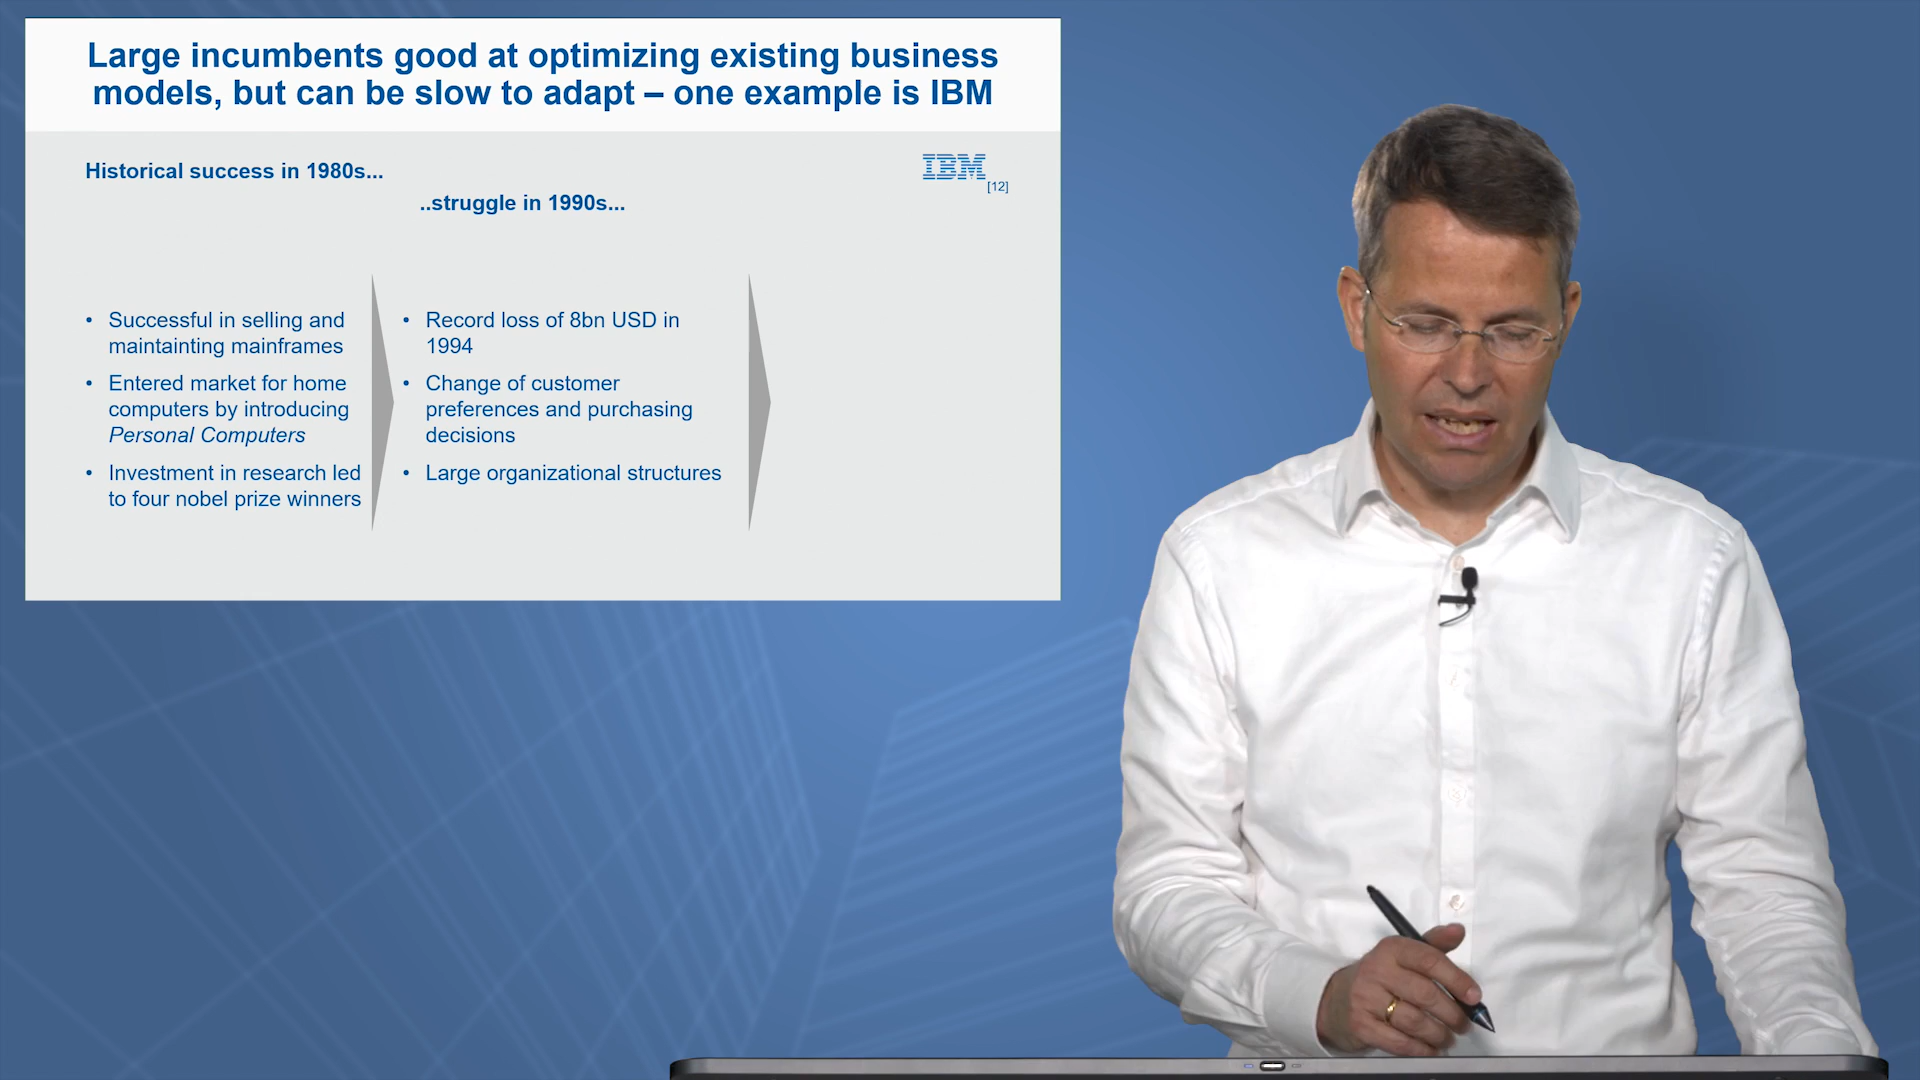 Large incumbents good at optimizing existing business
models, but can be slow to adapt – one example is IBM
Historical success in 1980s...
IBM
[12]
..struggle in 1990s...
• Successful in selling and
maintainting mainframes
• Entered market for home
computers by introducing
Personal Computers
• Investment in research led
to four nobel prize winners
• Record loss of 8bn USD in
1994
• Change of customer
preferences and purchasing
decisions
• Large organizational structures